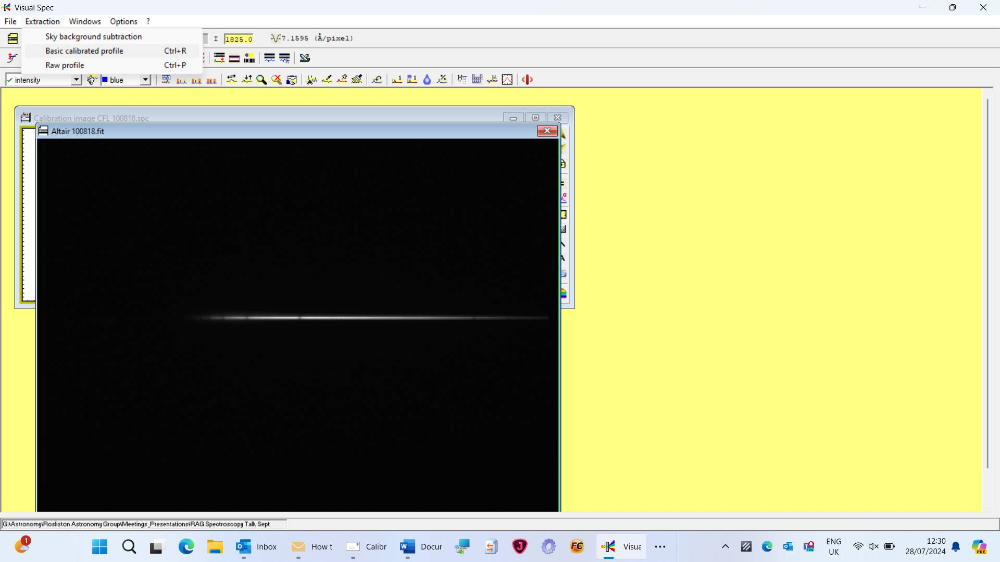 Visual Spec
File Extraction Windows Options ?
Sky background subtraction
I 1825.0 7.1595 (Å/pixel)
Basic calibrated profile Ctrl+R
Raw profile Ctrl+P
intensity blue
Calibration image CFL 100818.spc
Altair 100818.fit
G:\Astronomy\Rosliston Astronomy Group\Meetings_Presentations\RAG Spectroscopy Talk Sept
1
Inbox How t Calibr Docur Visua ... ENG
UK
12:30
28/07/2024
PRE